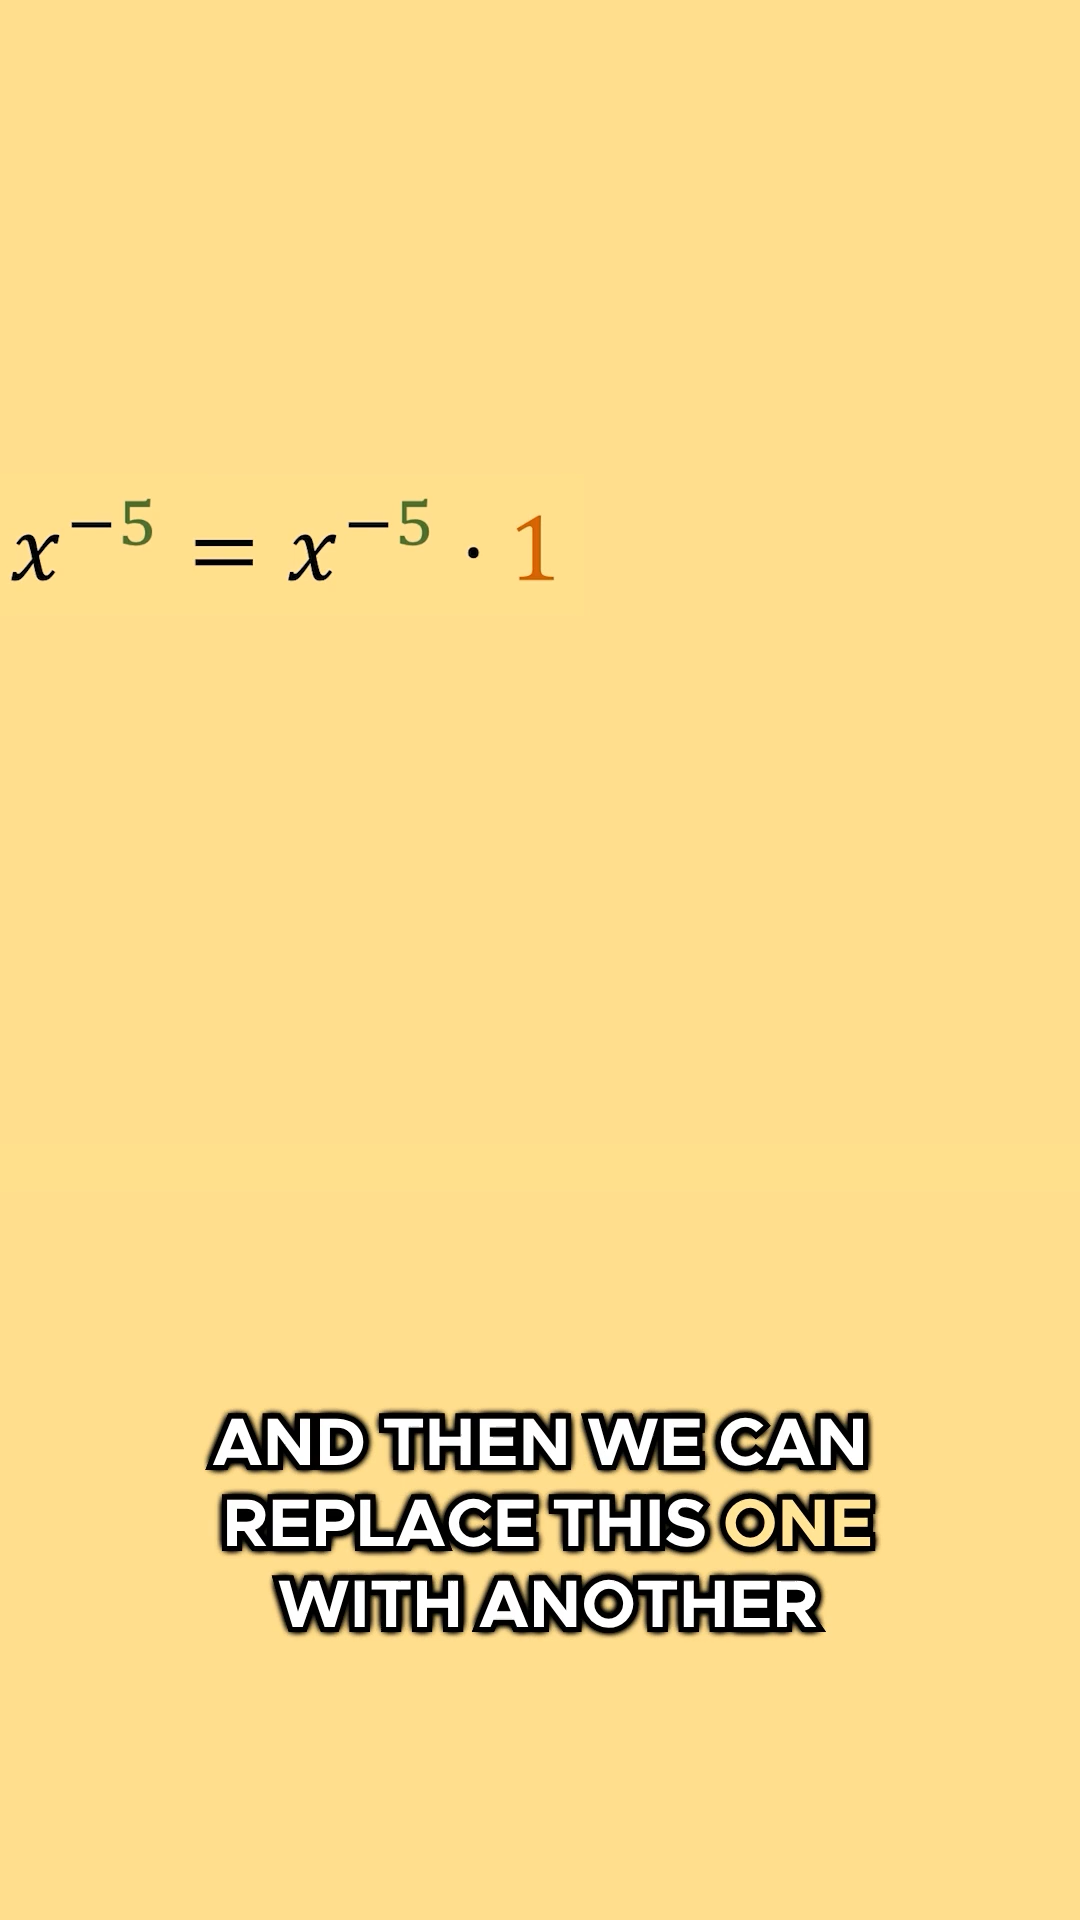 x⁻⁵ = x⁻⁵ · 1
AND THEN WE CAN
REPLACE THIS ONE
WITH ANOTHER